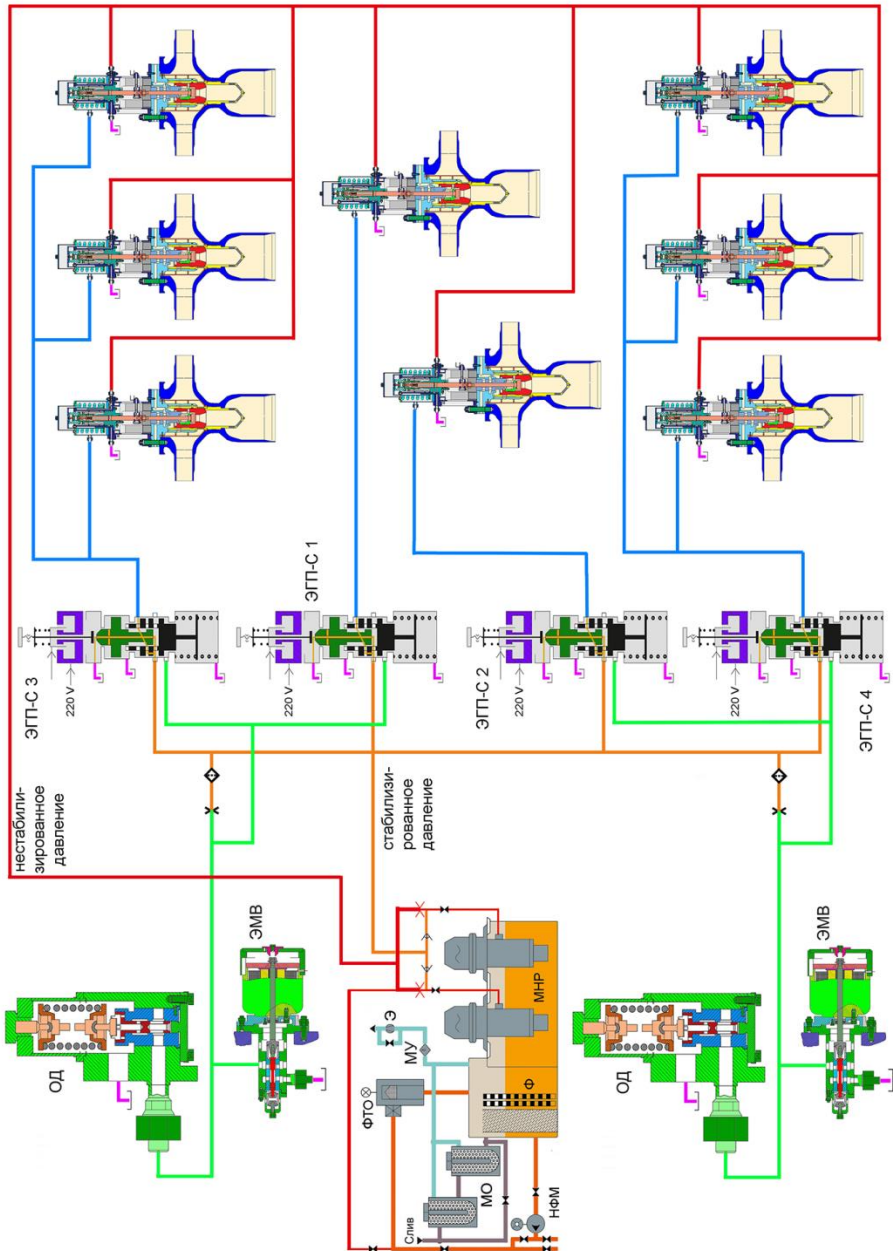 ЭГП-С 3
220 V
ЭГП-С 1
220 V
ЭГП-С 2
220 V
ЭГП-С 4
220 V
нестабили-
зированное
давление
стабилизи-
рованное
давление
ОД
ЭМВ
ФТО
МУ
Э
МНР
Ф
Слив
МО
НФМ
ОД
ЭМВ